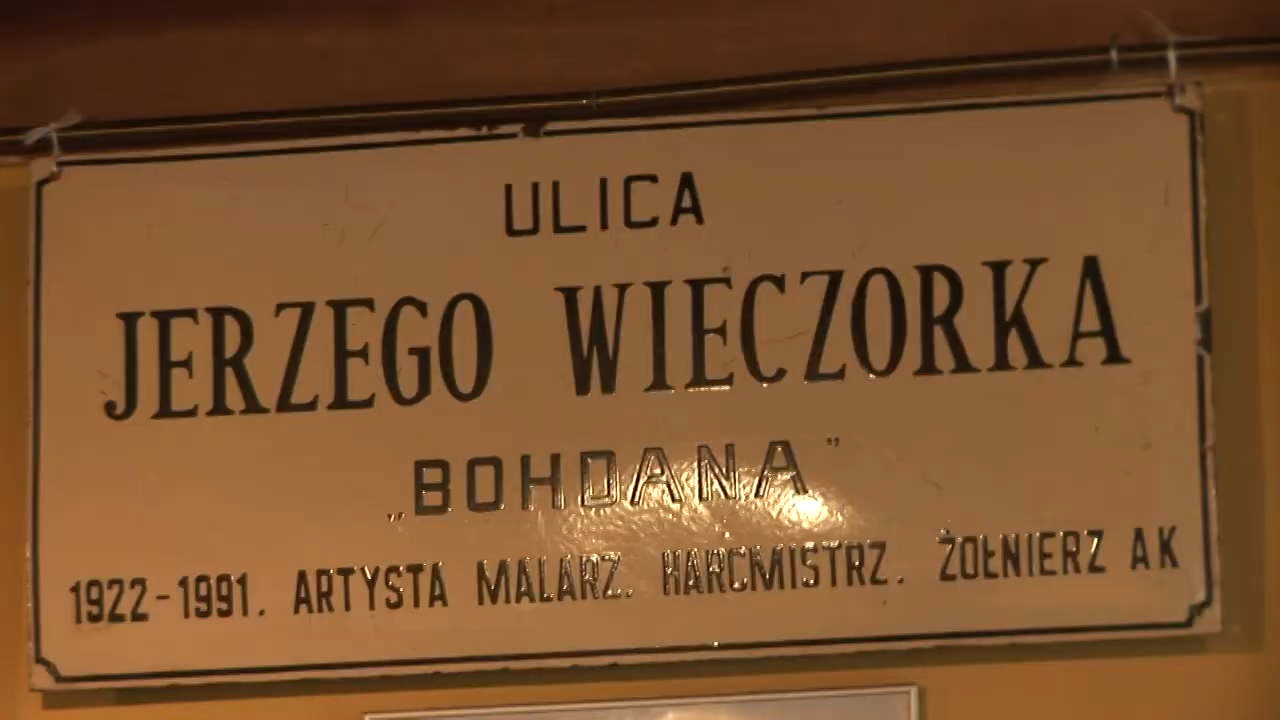 ULICA
JERZEGO WIECZORKA
„BOHDANA”
1922-1991. ARTYSTA MALARZ. HARCMISTRZ. ŻOŁNIERZ AK